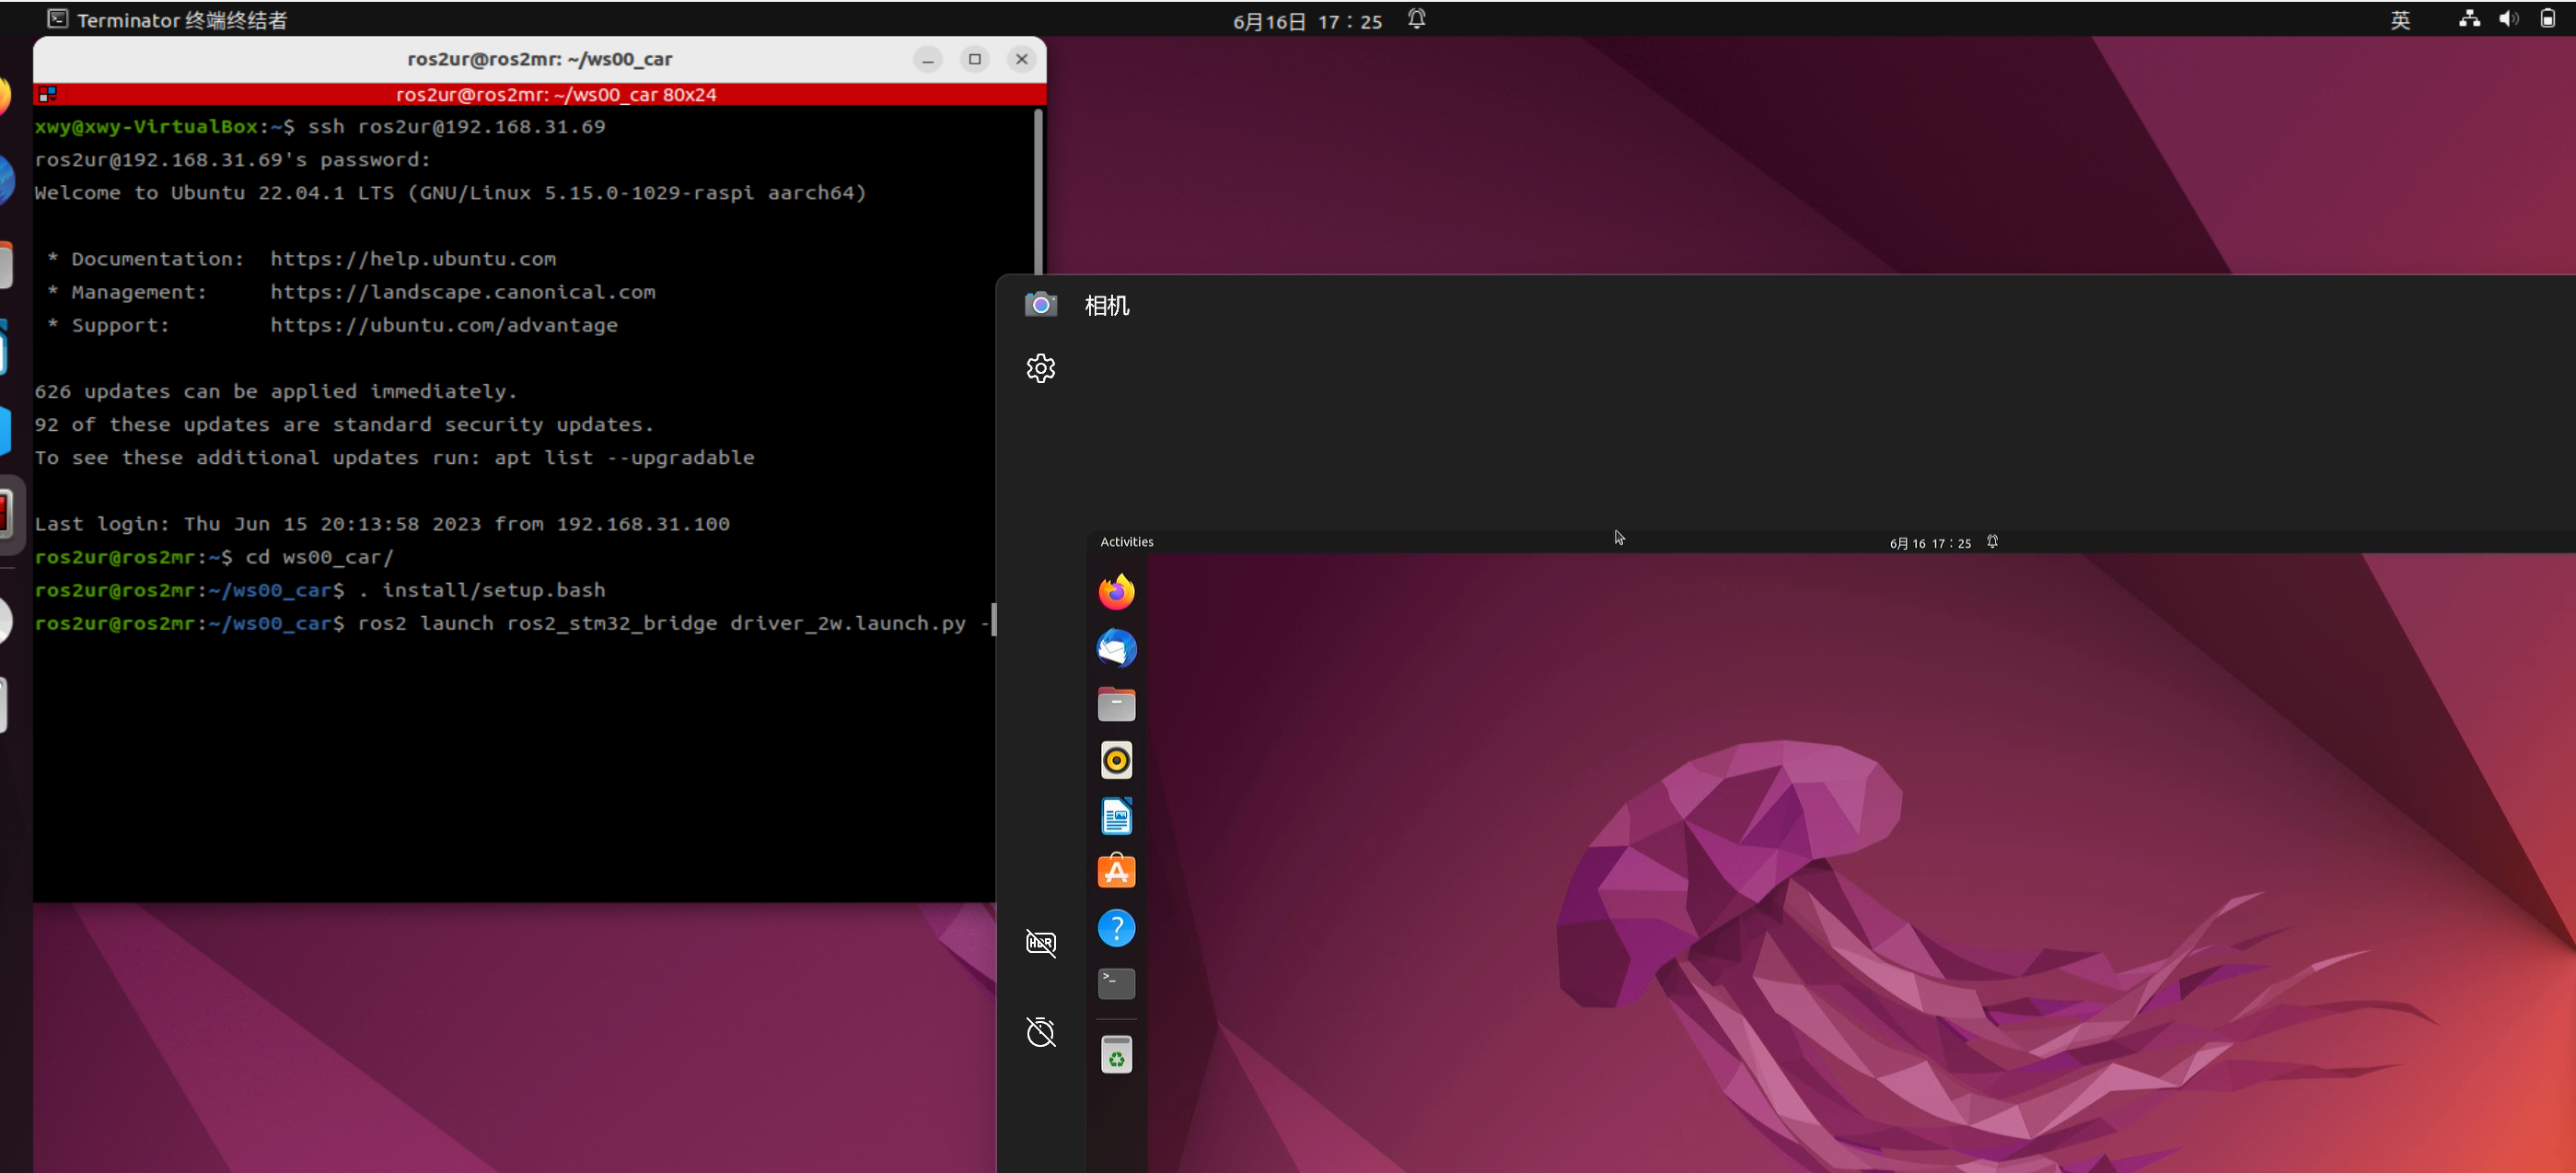 Terminator 终端终结者
6月16日 17：25
英
ros2ur@ros2mr: ~/ws00_car
ros2ur@ros2mr: ~/ws00_car 80x24
xwy@xwy-VirtualBox:~$ ssh ros2ur@192.168.31.69
ros2ur@192.168.31.69's password:
Welcome to Ubuntu 22.04.1 LTS (GNU/Linux 5.15.0-1029-raspi aarch64)
* Documentation:  https://help.ubuntu.com
* Management:     https://landscape.canonical.com
* Support:        https://ubuntu.com/advantage
626 updates can be applied immediately.
92 of these updates are standard security updates.
To see these additional updates run: apt list --upgradable
Last login: Thu Jun 15 20:13:58 2023 from 192.168.31.100
ros2ur@ros2mr:~$ cd ws00_car/
ros2ur@ros2mr:~/ws00_car$ . install/setup.bash
ros2ur@ros2mr:~/ws00_car$ ros2 launch ros2_stm32_bridge driver_2w.launch.py -
相机
HDR
Activities
6月 16 17：25